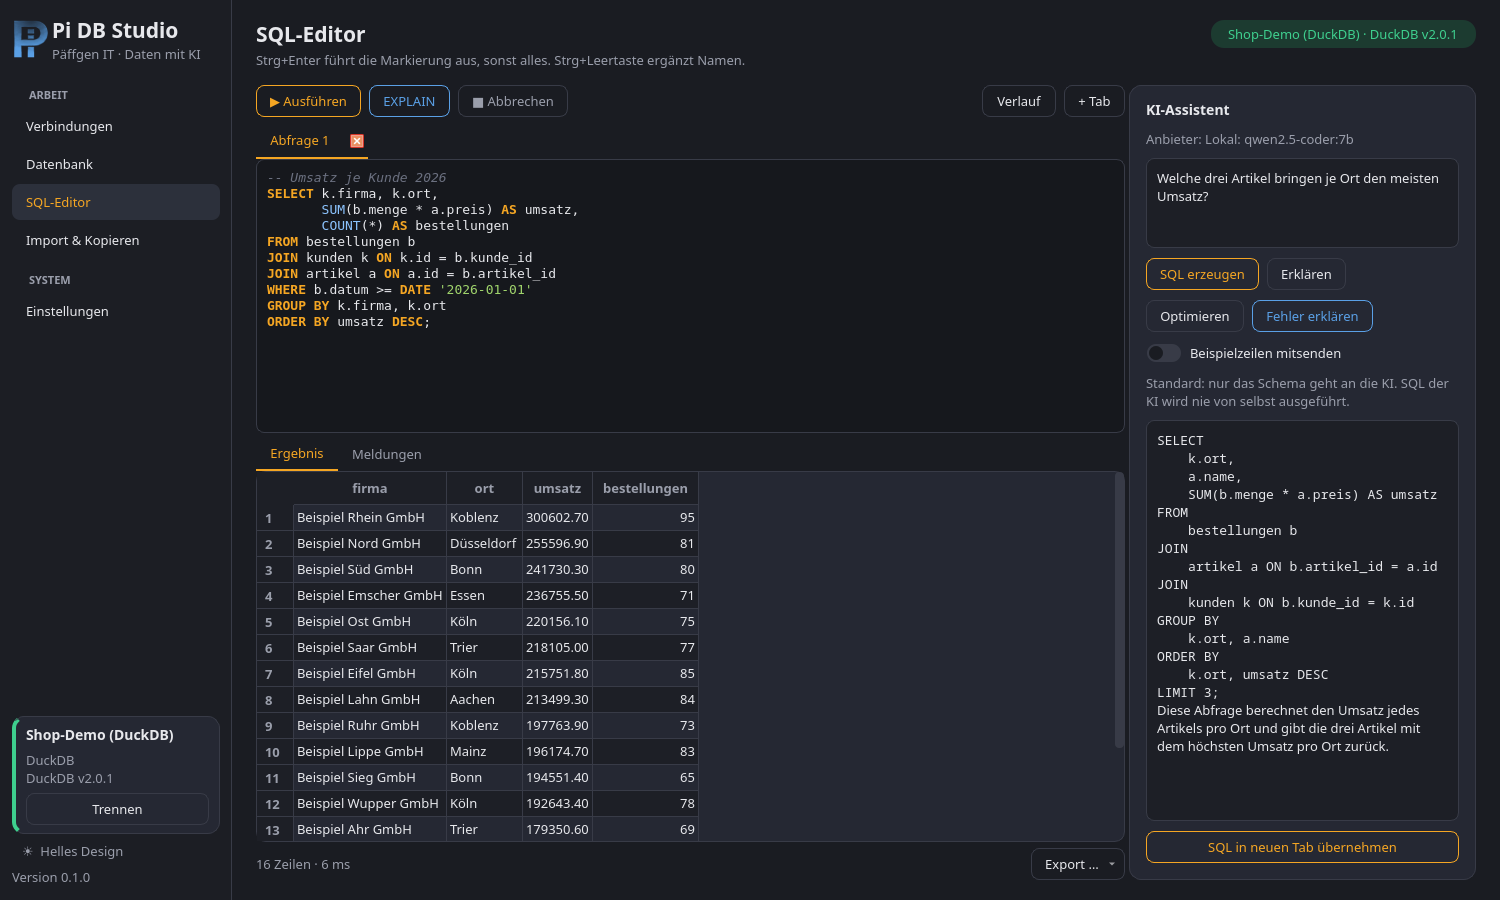 Pi DB Studio
Päffgen IT · Daten mit KI
ARBEIT
Verbindungen
Datenbank
SQL-Editor
Import & Kopieren
SYSTEM
Einstellungen
Shop-Demo (DuckDB)
DuckDB
DuckDB v2.0.1
Trennen
☀ Helles Design
Version 0.1.0
SQL-Editor
Strg+Enter führt die Markierung aus, sonst alles. Strg+Leertaste ergänzt Namen.
Shop-Demo (DuckDB) · DuckDB v2.0.1
▶ Ausführen
EXPLAIN
■ Abbrechen
Verlauf
+ Tab
Abfrage 1
-- Umsatz je Kunde 2026
SELECT k.firma, k.ort,
       SUM(b.menge * a.preis) AS umsatz,
       COUNT(*) AS bestellungen
FROM bestellungen b
JOIN kunden k ON k.id = b.kunde_id
JOIN artikel a ON a.id = b.artikel_id
WHERE b.datum >= DATE '2026-01-01'
GROUP BY k.firma, k.ort
ORDER BY umsatz DESC;
Ergebnis Meldungen
firma ort umsatz bestellungen
1 Beispiel Rhein GmbH Koblenz 300602.70 95
2 Beispiel Nord GmbH Düsseldorf 255596.90 81
3 Beispiel Süd GmbH Bonn 241730.30 80
4 Beispiel Emscher GmbH Essen 236755.50 71
5 Beispiel Ost GmbH Köln 220156.10 75
6 Beispiel Saar GmbH Trier 218105.00 77
7 Beispiel Eifel GmbH Köln 215751.80 85
8 Beispiel Lahn GmbH Aachen 213499.30 84
9 Beispiel Ruhr GmbH Koblenz 197763.90 73
10 Beispiel Lippe GmbH Mainz 196174.70 83
11 Beispiel Sieg GmbH Bonn 194551.40 65
12 Beispiel Wupper GmbH Köln 192643.40 78
13 Beispiel Ahr GmbH Trier 179350.60 69
16 Zeilen · 6 ms
Export ...
KI-Assistent
Anbieter: Lokal: qwen2.5-coder:7b
Welche drei Artikel bringen je Ort den meisten
Umsatz?
SQL erzeugen
Erklären
Optimieren
Fehler erklären
Beispielzeilen mitsenden
Standard: nur das Schema geht an die KI. SQL der
KI wird nie von selbst ausgeführt.
SELECT
    k.ort,
    a.name,
    SUM(b.menge * a.preis) AS umsatz
FROM
    bestellungen b
JOIN
    artikel a ON b.artikel_id = a.id
JOIN
    kunden k ON b.kunde_id = k.id
GROUP BY
    k.ort, a.name
ORDER BY
    k.ort, umsatz DESC
LIMIT 3;
Diese Abfrage berechnet den Umsatz jedes
Artikels pro Ort und gibt die drei Artikel mit
dem höchsten Umsatz pro Ort zurück.
SQL in neuen Tab übernehmen